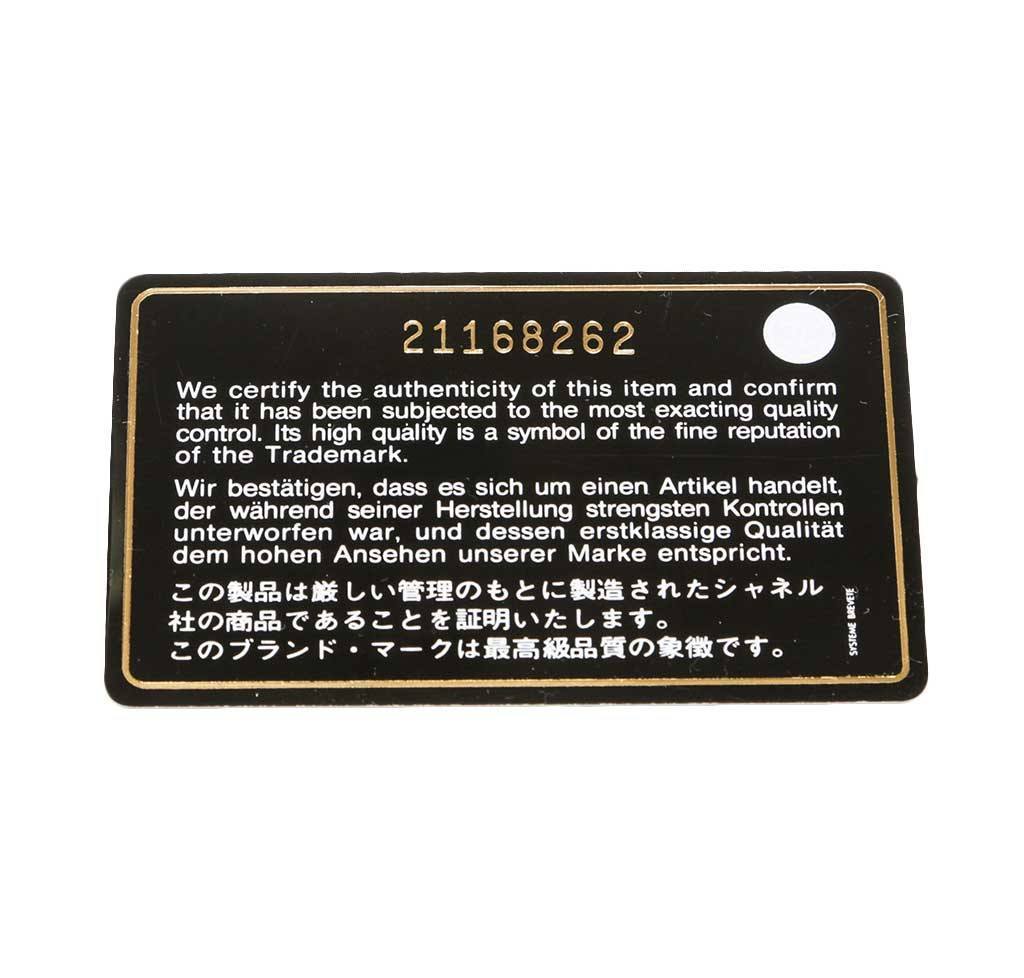 21168262
We certify the authenticity of this item and confirm
that it has been subjected to the most exacting quality
control. Its high quality is a symbol of the fine reputation
of the Trademark.
Wir bestätigen, dass es sich um einen Artikel handelt,
der während seiner Herstellung strengsten Kontrollen
unterworfen war, und dessen erstklassige Qualität
dem hohen Ansehen unserer Marke entspricht.
この製品は厳しい管理のもとに製造されたシャネル
社の商品であることを証明いたします。
このブランド・マークは最高級品質の象徴です。
SYSTEME BREVETE